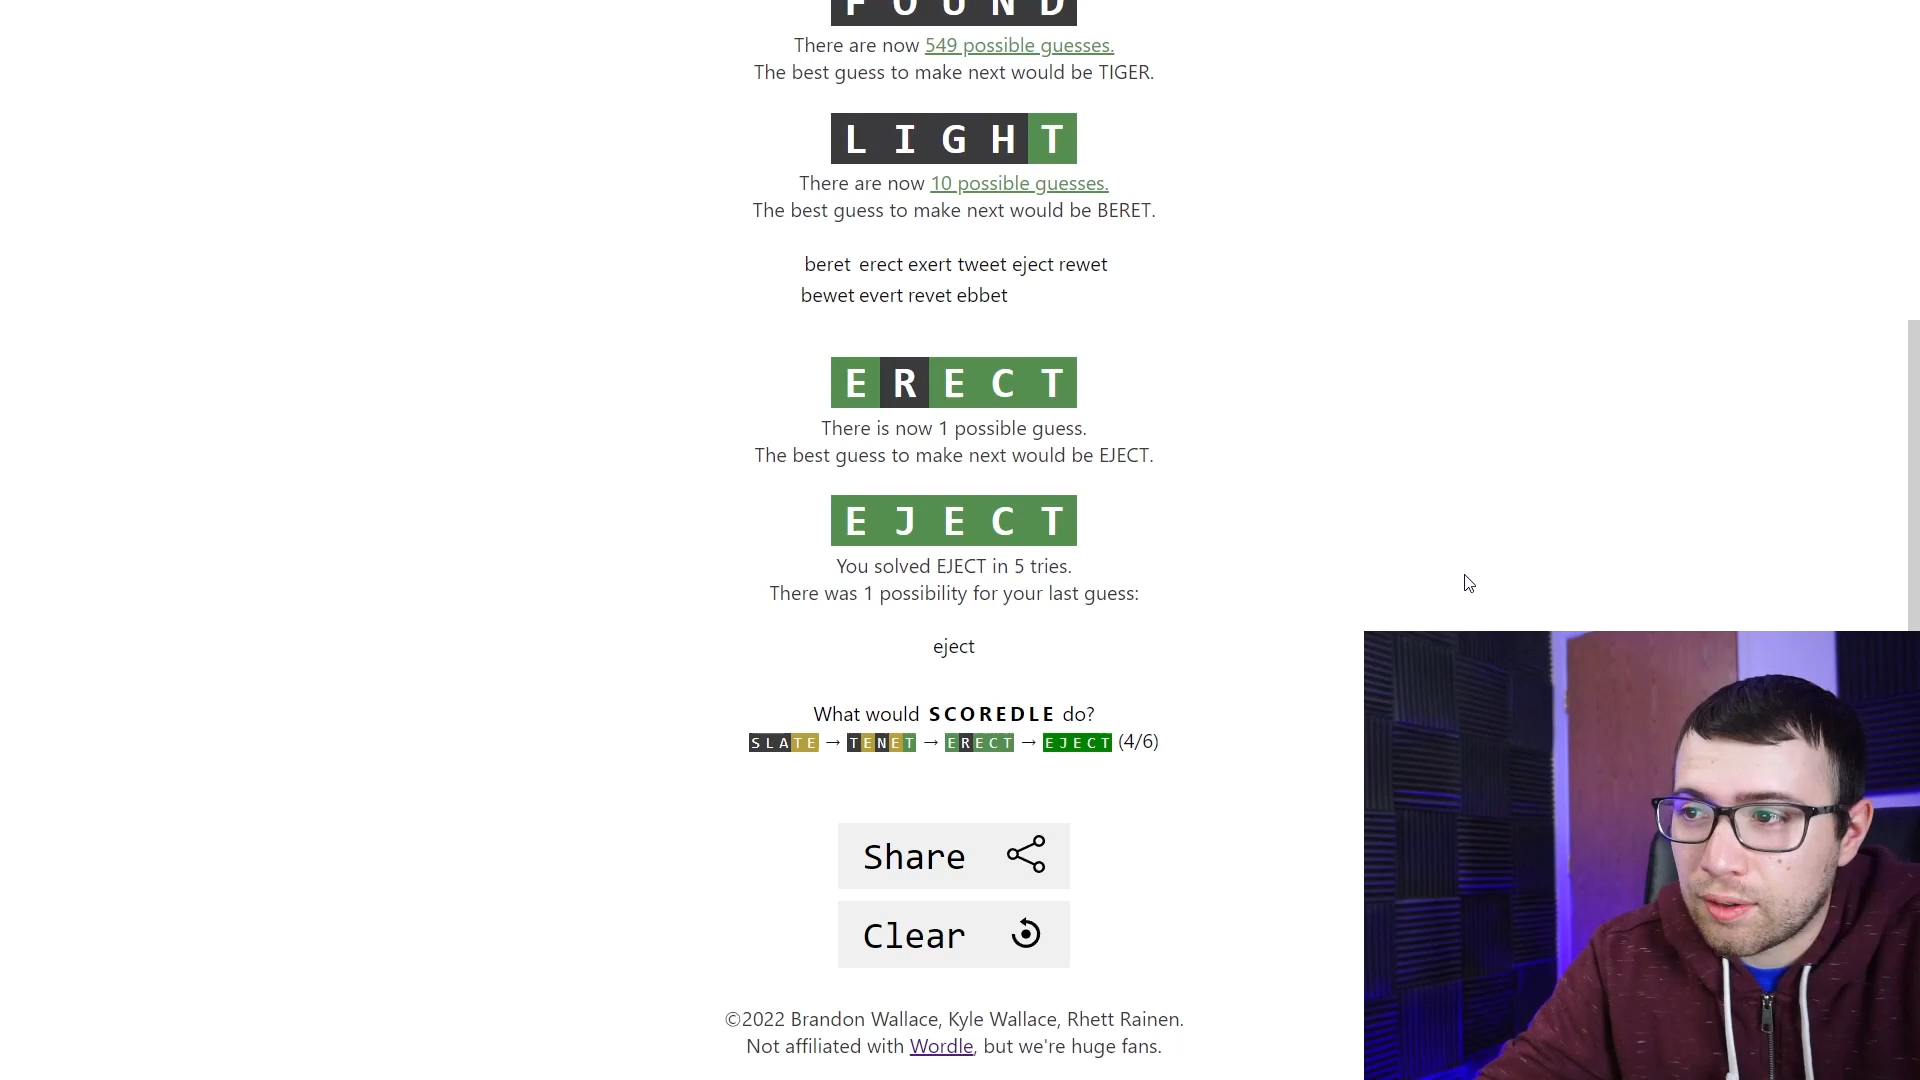 FOUND
There are now 549 possible guesses.
The best guess to make next would be TIGER.
LIGHT
There are now 10 possible guesses.
The best guess to make next would be BERET.
beret erect exert tweet eject rewet
bewet evert revet ebbet
ERECT
There is now 1 possible guess.
The best guess to make next would be EJECT.
EJECT
You solved EJECT in 5 tries.
There was 1 possibility for your last guess:
eject
What would SCOREDLE do?
SLATE → TENET → ERECT → EJECT (4/6)
Share
Clear
©2022 Brandon Wallace, Kyle Wallace, Rhett Rainen.
Not affiliated with Wordle, but we're huge fans.